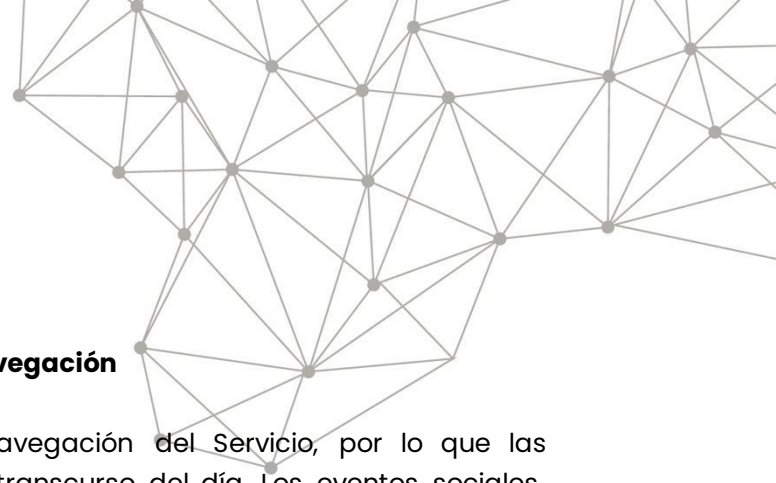 vegación
avegación del Servicio, por lo que las
transcurso del día. Los eventos sociales,